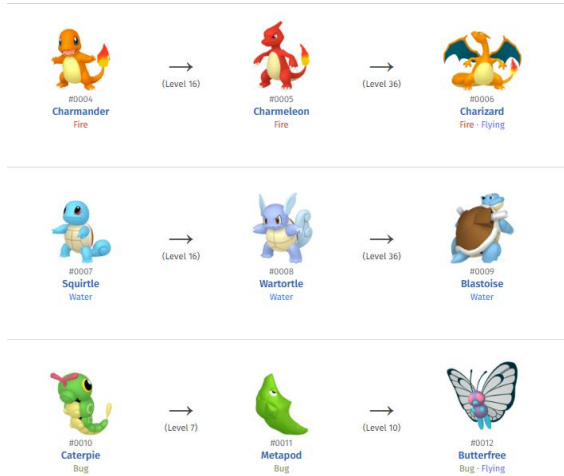 (Level 16)
(Level 36)
#0004
#0005
#0006
Charmander
Charmeleon
Charizard
Fire
Fire
Fire · Flying
(Level 16)
(Level 36)
#0007
#0008
#0009
Squirtle
Wartortle
Blastoise
Water
Water
Water
(Level 7)
(Level 10)
#0010
#0011
#0012
Caterpie
Metapod
Butterfree
Bug
Bug
Bug · Flying